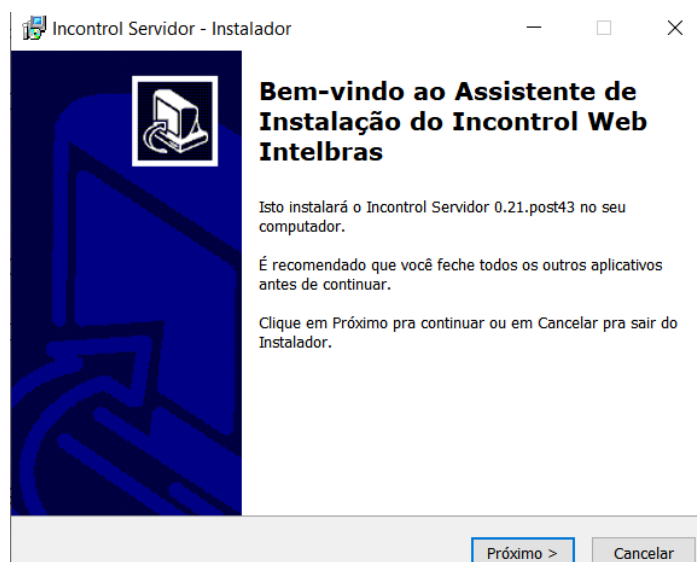 Incontrol Servidor - Instalador
Bem-vindo ao Assistente de
Instalação do Incontrol Web
Intelbras
Isto instalará o Incontrol Servidor 0.21.post43 no seu
computador.
É recomendado que você feche todos os outros aplicativos
antes de continuar.
Clique em Próximo pra continuar ou em Cancelar pra sair do
Instalador.
Próximo >
Cancelar